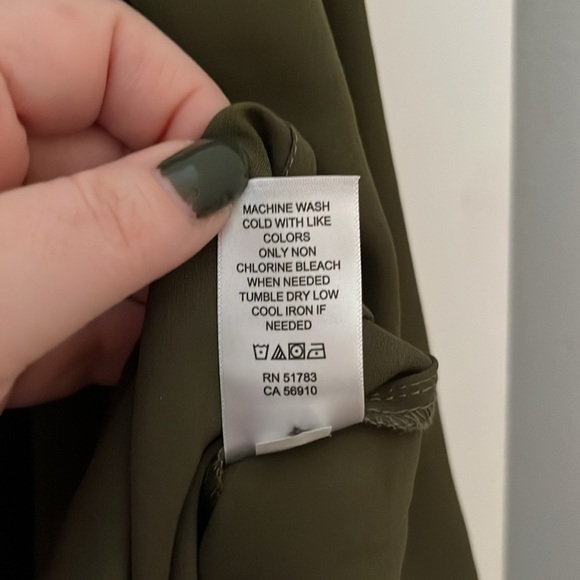 MACHINE WASH
COLD WITH LIKE
COLORS
ONLY NON
CHLORINE BLEACH
WHEN NEEDED
TUMBLE DRY LOW
COOL IRON IF
NEEDED
RN 51783
CA 56910